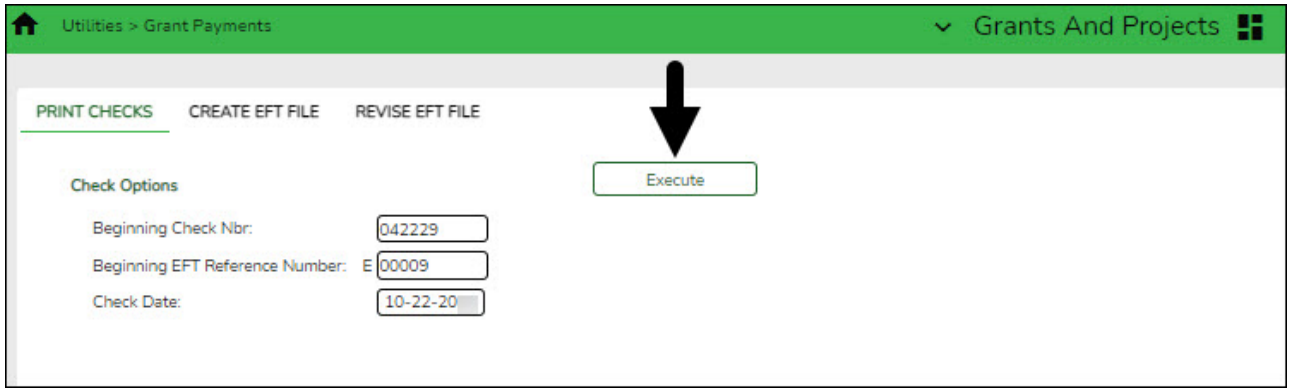 Utilities > Grant Payments
Grants And Projects
PRINT CHECKS CREATE EFT FILE REVISE EFT FILE
Execute
Check Options
Beginning Check Nbr: 042229
Beginning EFT Reference Number: E 00009
Check Date: 10-22-20